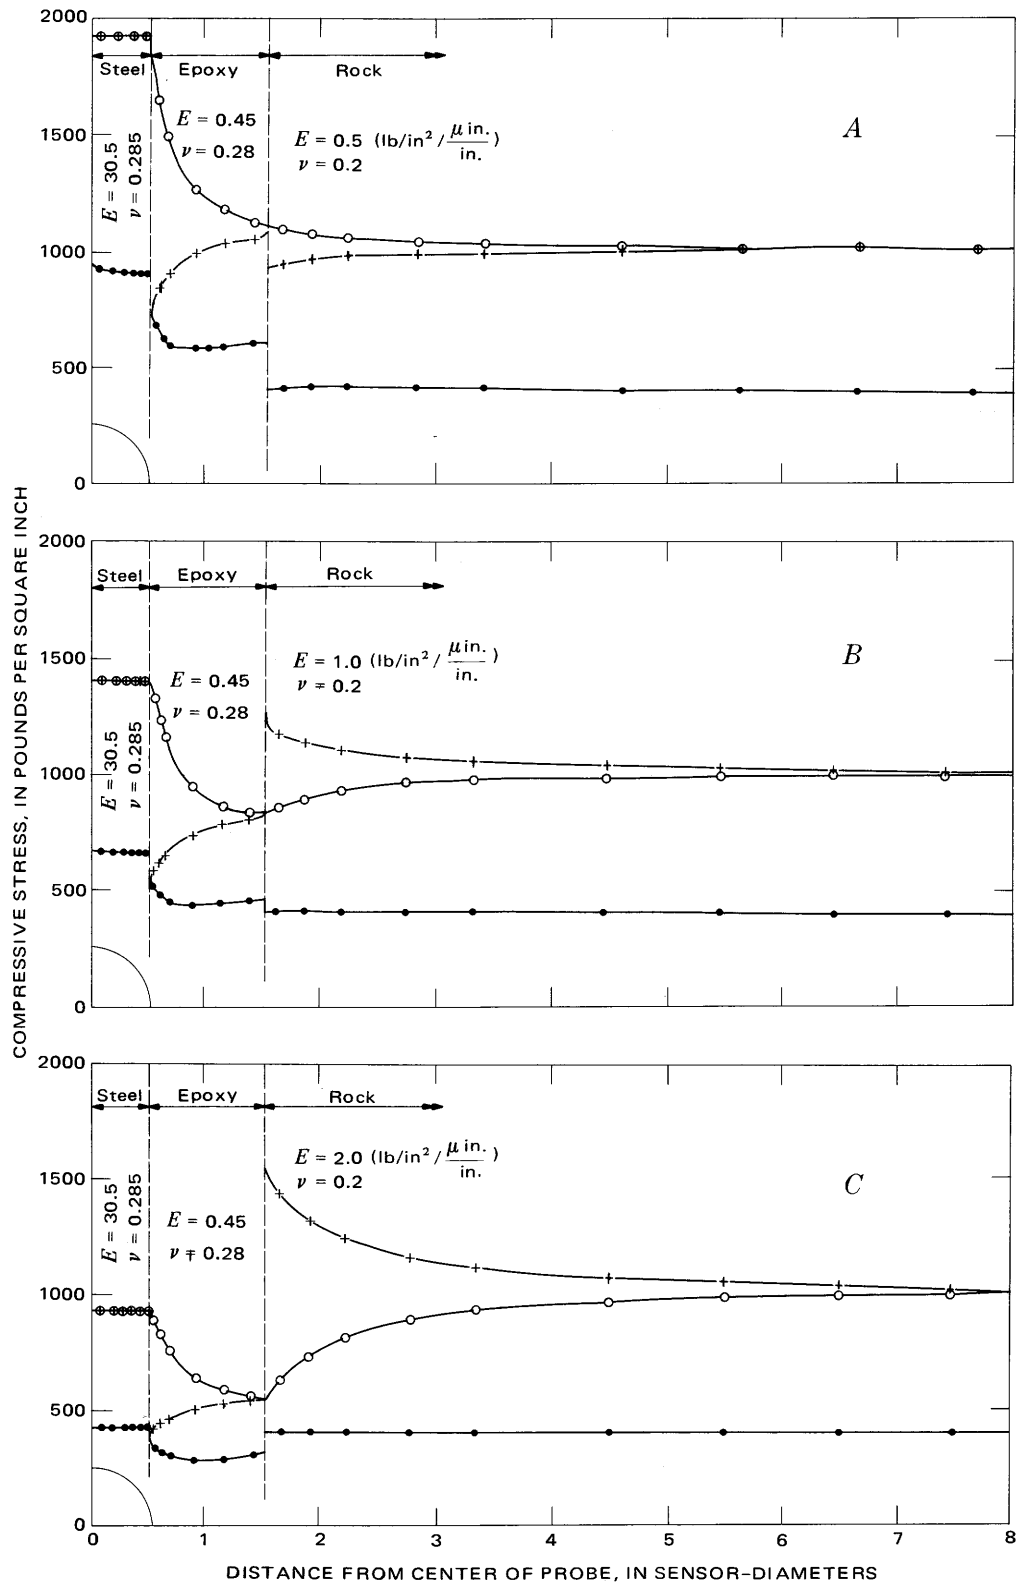 COMPRESSIVE STRESS, IN POUNDS PER SQUARE INCH
2000
1500
1000
500
0
Steel
Epoxy
Rock
E = 30.5
ν = 0.285
E = 0.45
ν = 0.28
E = 0.5 (lb/in²/μ in./in.)
ν = 0.2
A
2000
1500
1000
500
0
Steel
Epoxy
Rock
E = 30.5
ν = 0.285
E = 0.45
ν = 0.28
E = 1.0 (lb/in²/μ in./in.)
ν = 0.2
B
2000
1500
1000
500
0
Steel
Epoxy
Rock
E = 30.5
ν = 0.285
E = 0.45
ν = 0.28
E = 2.0 (lb/in²/μ in./in.)
ν = 0.2
C
0 1 2 3 4 5 6 7 8
DISTANCE FROM CENTER OF PROBE, IN SENSOR-DIAMETERS